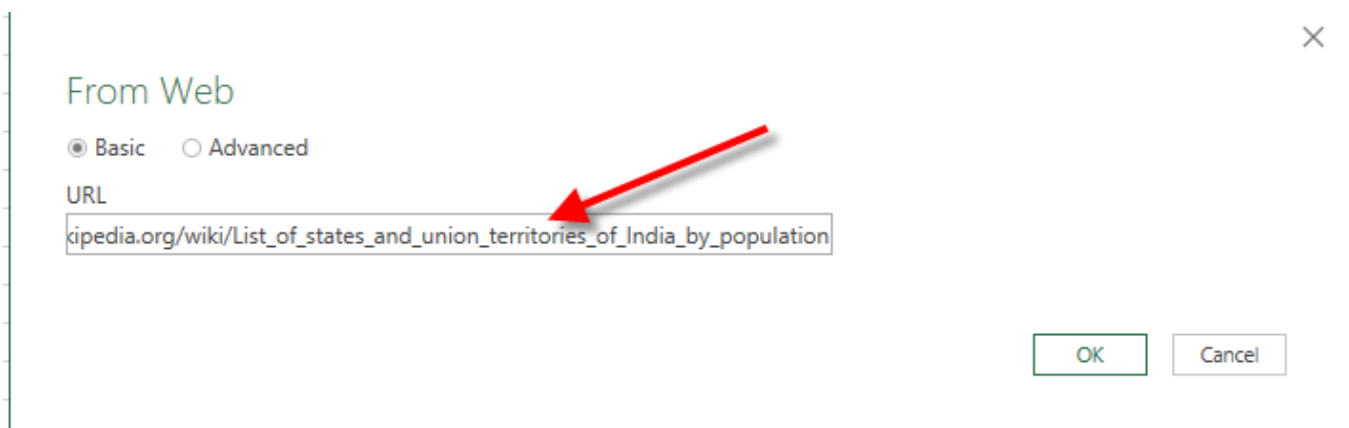 From Web
Basic Advanced
URL
kipedia.org/wiki/List_of_states_and_union_territories_of_India_by_population
OK Cancel